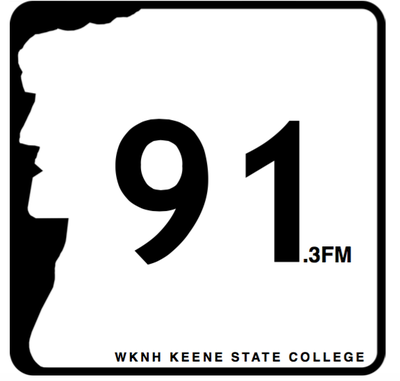 91.3FM
WKNH KEENE STATE COLLEGE